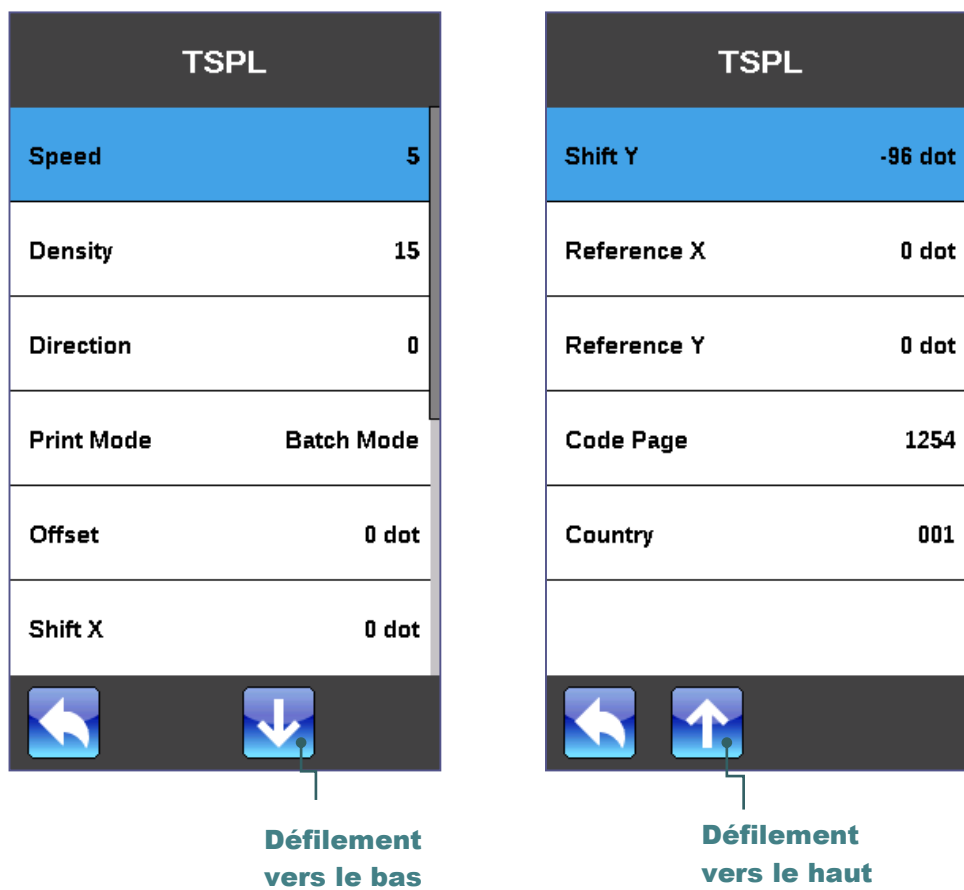 TSPL
Speed 5
Density 15
Direction 0
Print Mode Batch Mode
Offset 0 dot
Shift X 0 dot
Défilement
vers le bas
TSPL
Shift Y -96 dot
Reference X 0 dot
Reference Y 0 dot
Code Page 1254
Country 001
Défilement
vers le haut